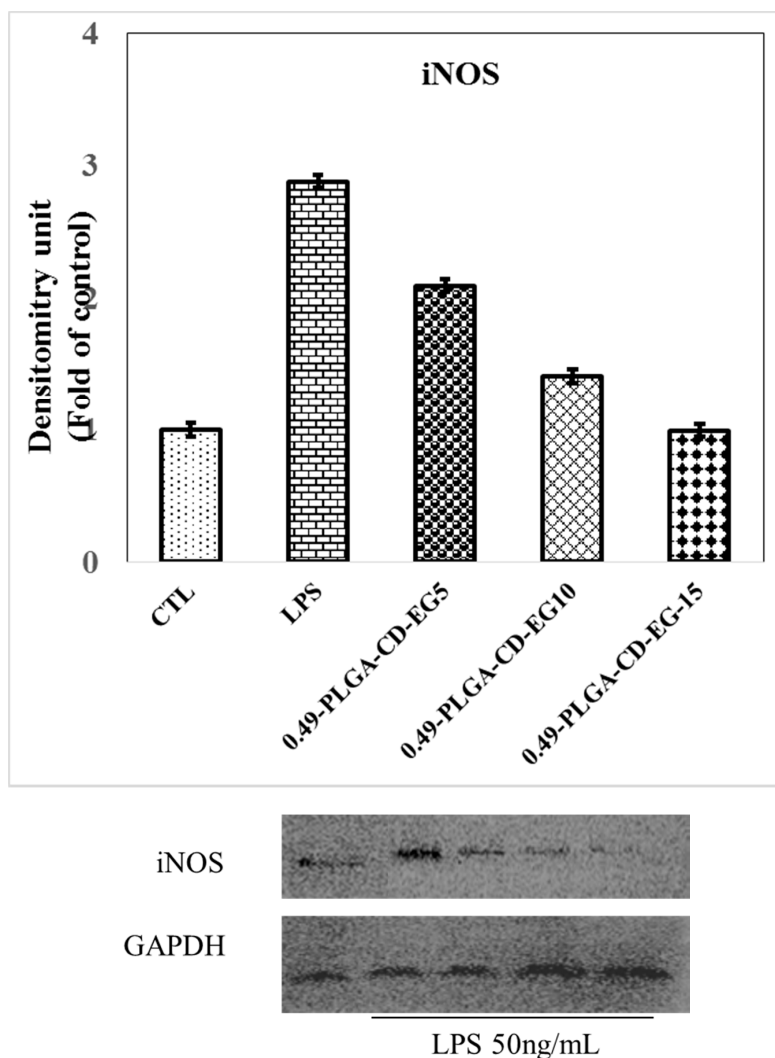 iNOS
Densitomitry unit
(Fold of control)
4
3
2
1
0
CTL
LPS
0.49-PLGA-CD-EG5
0.49-PLGA-CD-EG10
0.49-PLGA-CD-EG-15
iNOS
GAPDH
LPS 50ng/mL